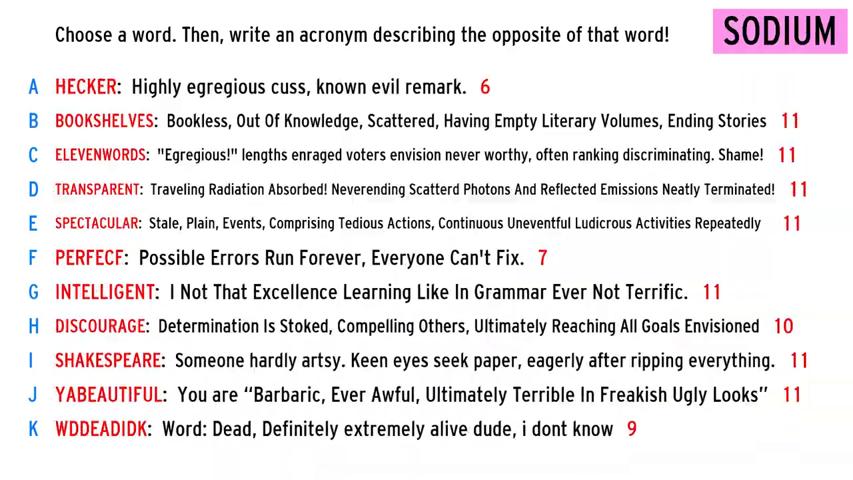 Choose a word. Then, write an acronym describing the opposite of that word!
SODIUM
A HECKER: Highly egregious cuss, known evil remark. 6
B BOOKSHELVES: Bookless, Out Of Knowledge, Scattered, Having Empty Literary Volumes, Ending Stories 11
C ELEVENWORDS: "Egregious!" lengths enraged voters envision never worthy, often ranking discriminating. Shame! 11
D TRANSPARENT: Traveling Radiation Absorbed! Neverending Scatterd Photons And Reflected Emissions Neatly Terminated! 11
E SPECTACULAR: Stale, Plain, Events, Comprising Tedious Actions, Continuous Uneventful Ludicrous Activities Repeatedly 11
F PERFECF: Possible Errors Run Forever, Everyone Can't Fix. 7
G INTELLIGENT: I Not That Excellence Learning Like In Grammar Ever Not Terrific. 11
H DISCOURAGE: Determination Is Stoked, Compelling Others, Ultimately Reaching All Goals Envisioned 10
I SHAKESPEARE: Someone hardly artsy. Keen eyes seek paper, eagerly after ripping everything. 11
J YABEAUTIFUL: You are “Barbaric, Ever Awful, Ultimately Terrible In Freakish Ugly Looks” 11
K WDDEADIDK: Word: Dead, Definitely extremely alive dude, i dont know 9